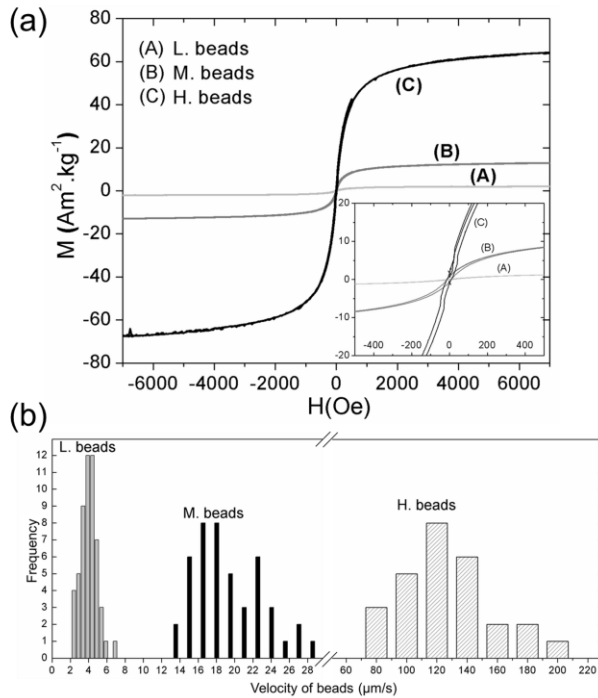 (a)
80
60
40
20
0
-20
-40
-60
-80
M (Am².kg⁻¹)
(A) L. beads
(B) M. beads
(C) H. beads
(C)
(B)
(A)
20
10
0
-10
-20
(C)
(B)
(A)
-400 -200 0 200 400
-6000 -4000 -2000 0 2000 4000 6000
H(Oe)
(b)
L. beads
M. beads
H. beads
12
11
10
9
8
7
6
5
4
3
2
1
0
Frequency
0 2 4 6 8 10 12 14 16 18 20 22 24 26 28 60 80 100 120 140 160 180 200 220
Velocity of beads (µm/s)